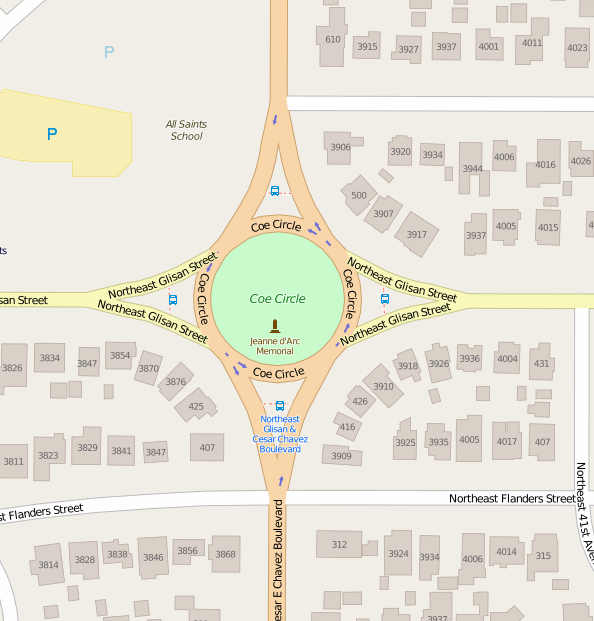 610
3915
3927
3937
4001
4011
4023
P
P
All Saints
School
3906
3920
3934
3944
4006
4016
4026
500
3907
3917
3937
4005
4015
ts
Coe Circle
Northeast Glisan Street
Northeast Glisan Street
san Street
Coe Circle
Coe Circle
Coe Circle
Northeast Glisan Street
Northeast Glisan Street
Jeanne d'Arc
Memorial
Coe Circle
3826
3834
3847
3854
3870
3876
425
3918
3926
3936
4004
431
3910
426
416
Northeast
Glisan &
Cesar Chavez
Boulevard
3811
3823
3829
3841
3847
407
3909
3925
3935
4005
4017
407
st Flanders Street
Northeast Flanders Street
Northeast 41st Aven
esar E Chavez Boulevard
3814
3828
3838
3846
3856
3868
312
3924
3934
4006
4014
315
3937